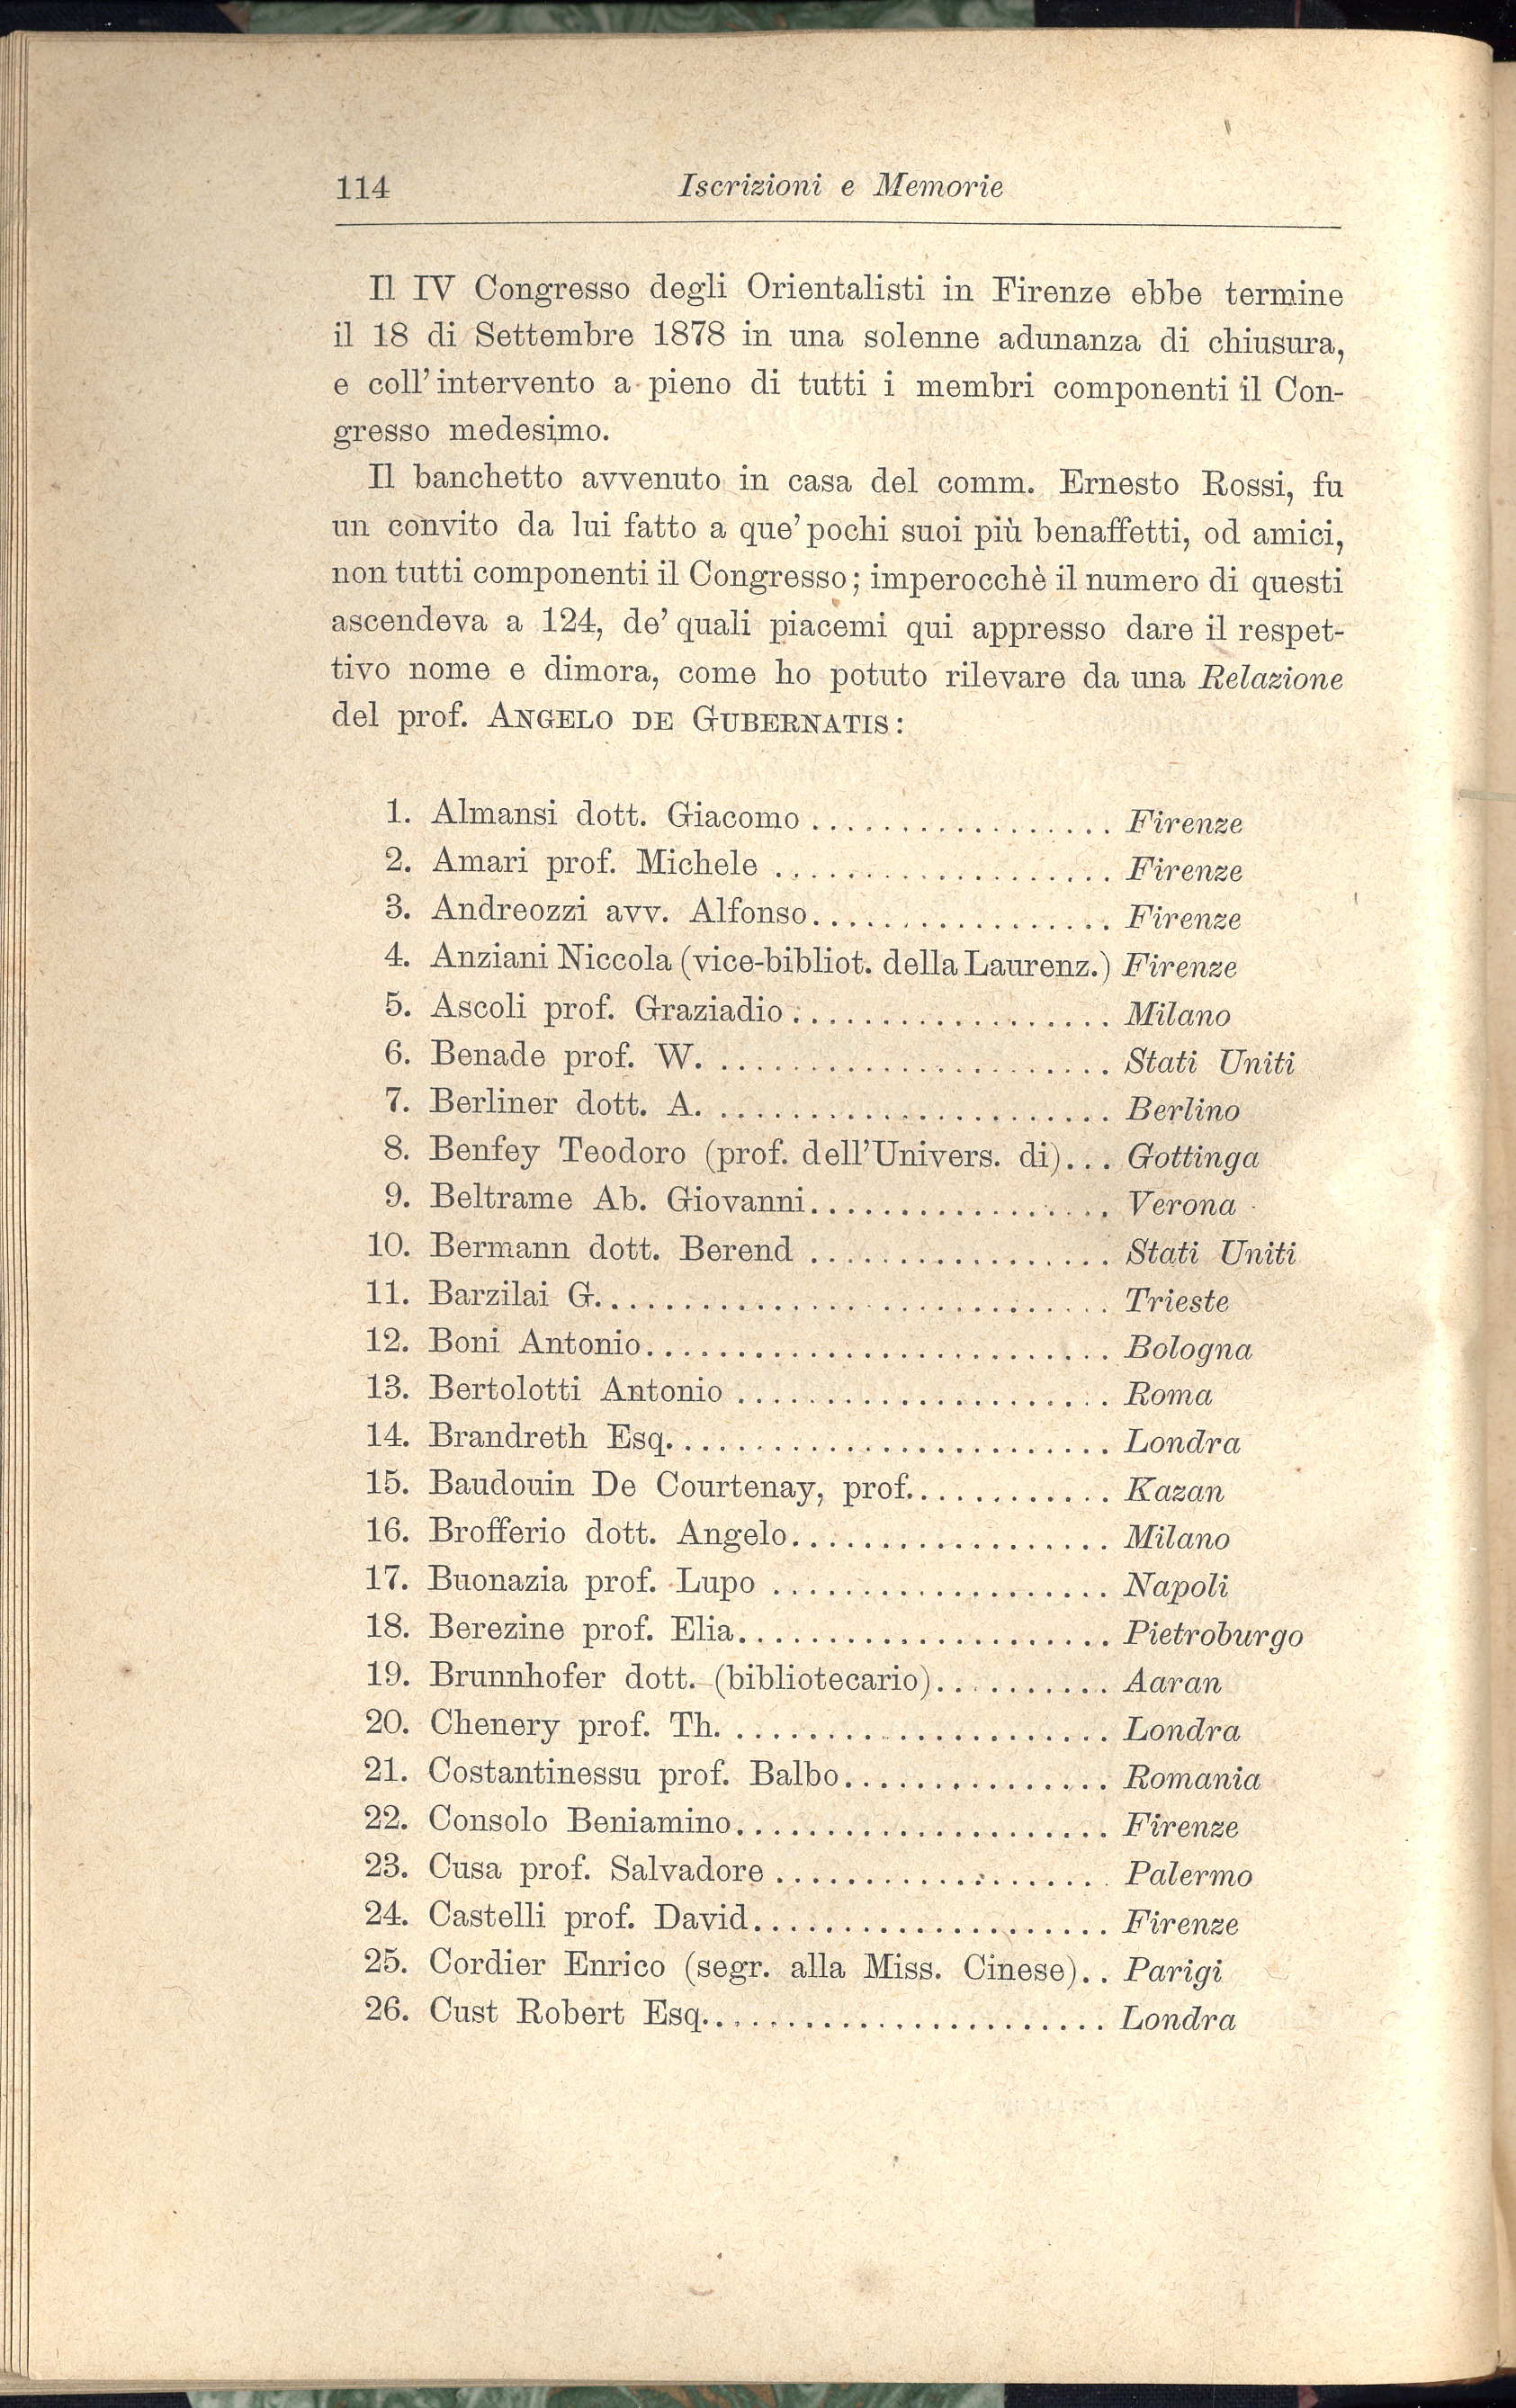 114 Iscrizioni e Memorie
Il IV Congresso degli Orientalisti in Firenze ebbe termine
il 18 di Settembre 1878 in una solenne adunanza di chiusura,
e coll' intervento a pieno di tutti i membri componenti il Con-
gresso medesimo.
Il banchetto avvenuto in casa del comm. Ernesto Rossi, fu
un convito da lui fatto a que' pochi suoi più benaffetti, od amici,
non tutti componenti il Congresso; imperocchè il numero di questi
ascendeva a 124, de' quali piacemi qui appresso dare il respet-
tivo nome e dimora, come ho potuto rilevare da una Relazione
del prof. ANGELO DE GUBERNATIS:
1. Almansi dott. Giacomo ................. Firenze
2. Amari prof. Michele ................... Firenze
3. Andreozzi avv. Alfonso................. Firenze
4. Anziani Niccola (vice-bibliot. della Laurenz.) Firenze
5. Ascoli prof. Graziadio.................. Milano
6. Benade prof. W. ...................... Stati Uniti
7. Berliner dott. A. ...................... Berlino
8. Benfey Teodoro (prof. dell'Univers. di)... Gottinga
9. Beltrame Ab. Giovanni................. Verona
10. Bermann dott. Berend ................. Stati Uniti
11. Barzilai G............................. Trieste
12. Boni Antonio.......................... Bologna
13. Bertolotti Antonio ..................... Roma
14. Brandreth Esq......................... Londra
15. Baudouin De Courtenay, prof............ Kazan
16. Brofferio dott. Angelo.................. Milano
17. Buonazia prof. Lupo ................... Napoli
18. Berezine prof. Elia..................... Pietroburgo
19. Brunnhofer dott. (bibliotecario).......... Aaran
20. Chenery prof. Th. ..................... Londra
21. Costantinessu prof. Balbo............... Romania
22. Consolo Beniamino..................... Firenze
23. Cusa prof. Salvadore ................... Palermo
24. Castelli prof. David.................... Firenze
25. Cordier Enrico (segr. alla Miss. Cinese).. Parigi
26. Cust Robert Esq....................... Londra